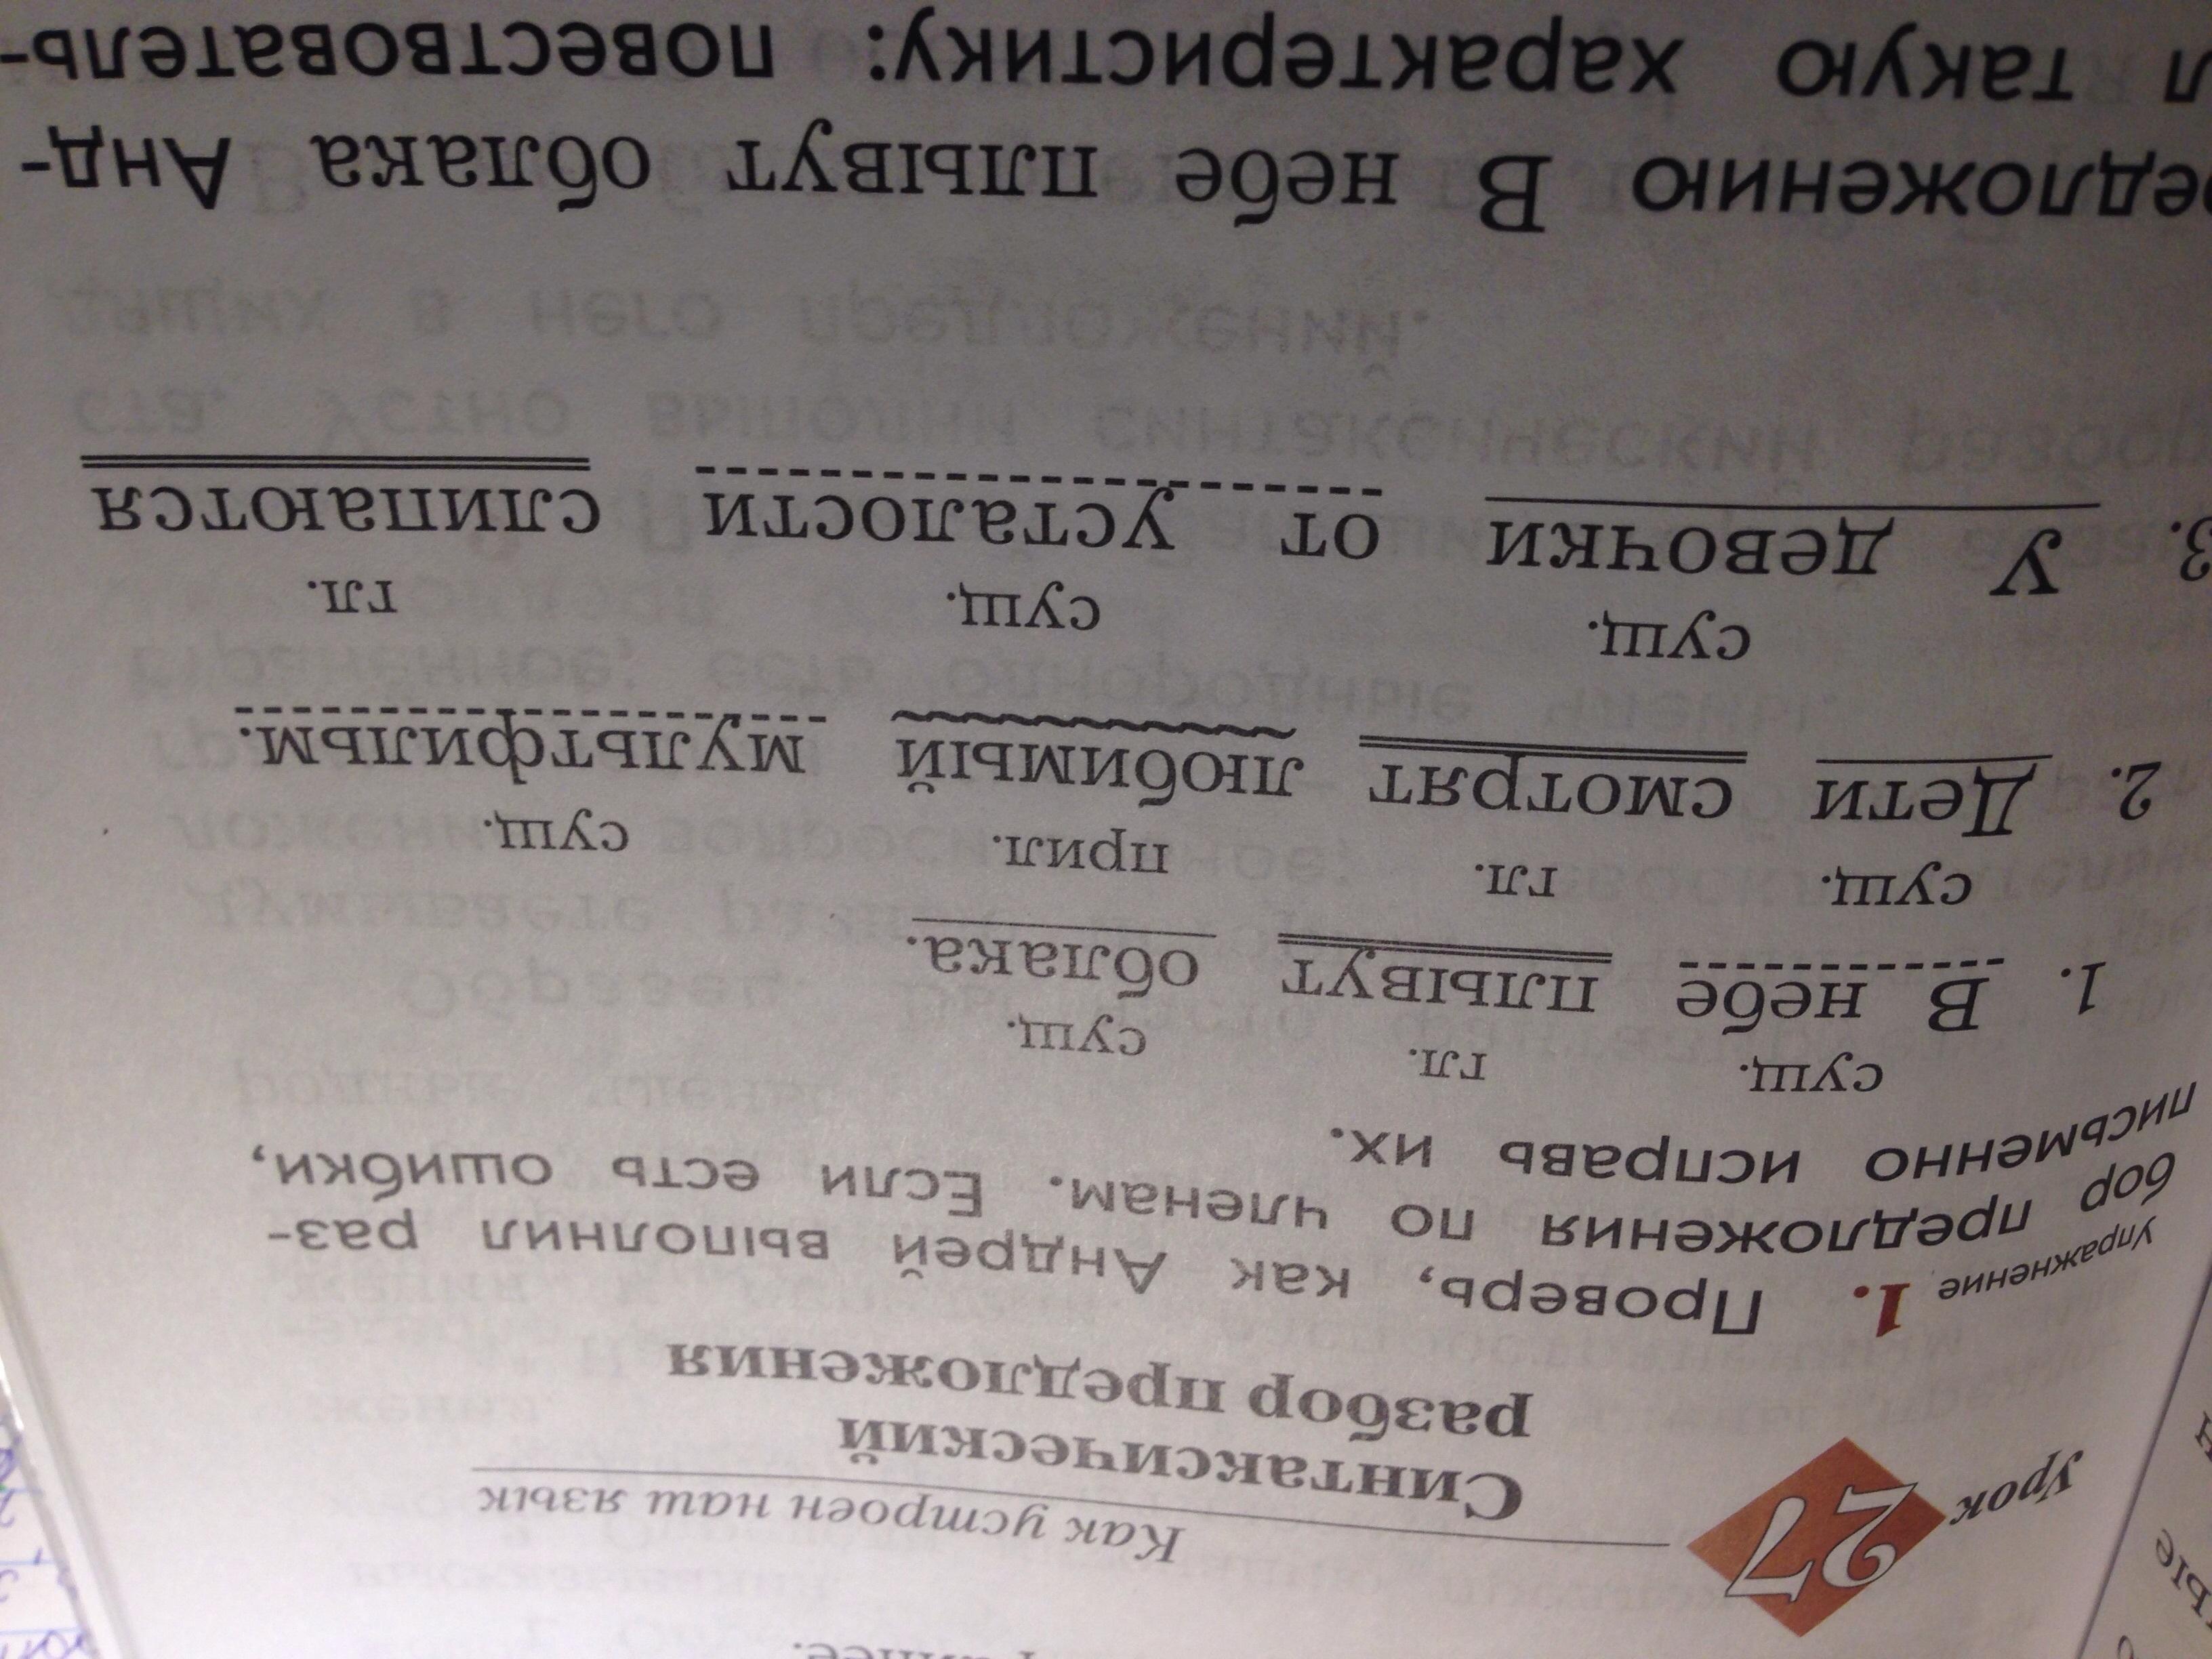 Урок 27
Как устроен наш язык
Синтаксический
разбор предложения
Упражнение 1. Проверь, как Андрей выполнил раз-
бор предложения по членам. Если есть ошибки,
письменно исправь их.
сущ. гл. сущ.
1. В небе плывут облака.
сущ. гл. прил. сущ.
2. Дети смотрят любимый мультфильм.
сущ. сущ. гл.
3. У девочки от усталости слипаются
едложению В небе плывут облака Анд-
л такую характеристику: повествователь-